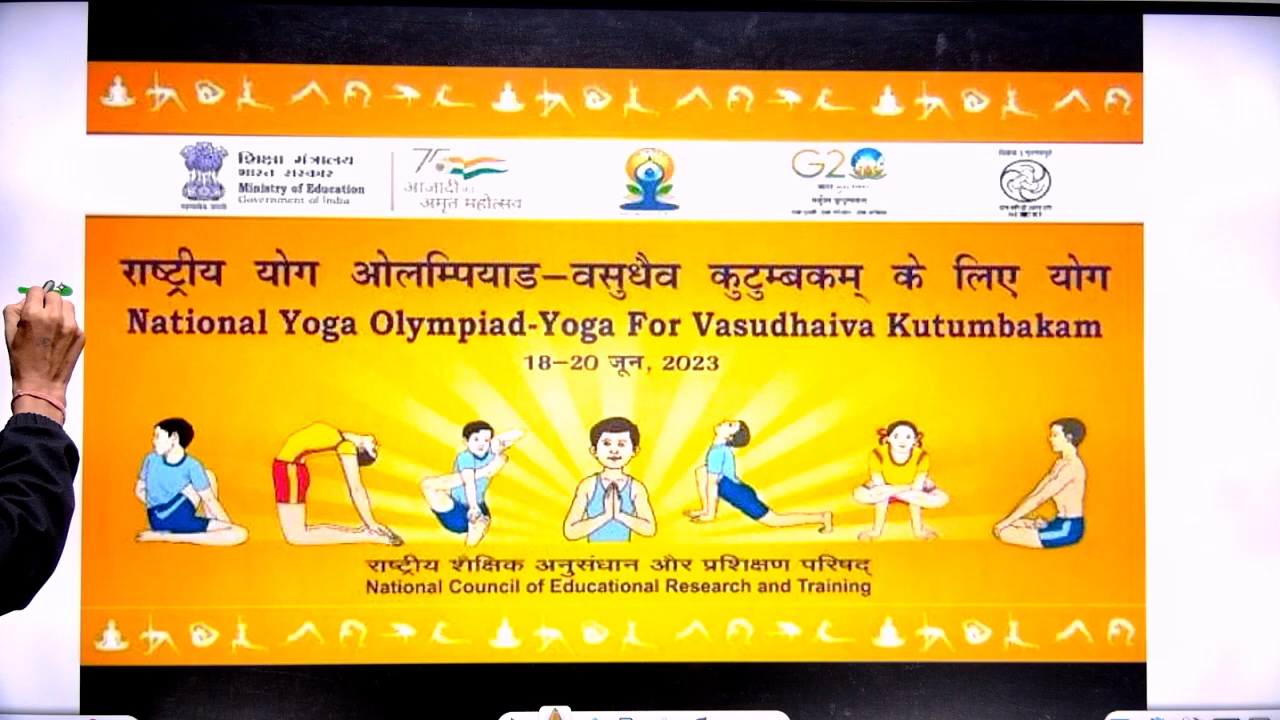 शिक्षा मंत्रालय
भारत सरकार
Ministry of Education
Government of India
75
आज़ादी का
अमृत महोत्सव
G20
राष्ट्रीय योग ओलम्पियाड–वसुधैव कुटुम्बकम् के लिए योग
National Yoga Olympiad-Yoga For Vasudhaiva Kutumbakam
18–20 जून, 2023
राष्ट्रीय शैक्षिक अनुसंधान और प्रशिक्षण परिषद्
National Council of Educational Research and Training